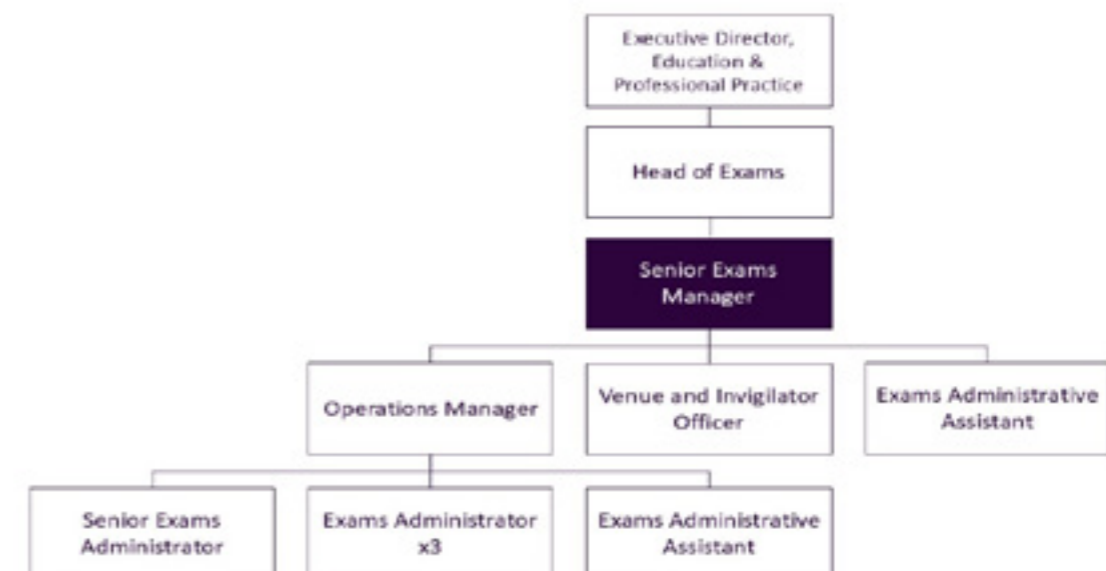 Executive Director,
Education &
Professional Practice
Head of Exams
Senior Exams
Manager
Operations Manager
Venue and Invigilator
Officer
Exams Administrative
Assistant
Senior Exams
Administrator
Exams Administrator
x3
Exams Administrative
Assistant